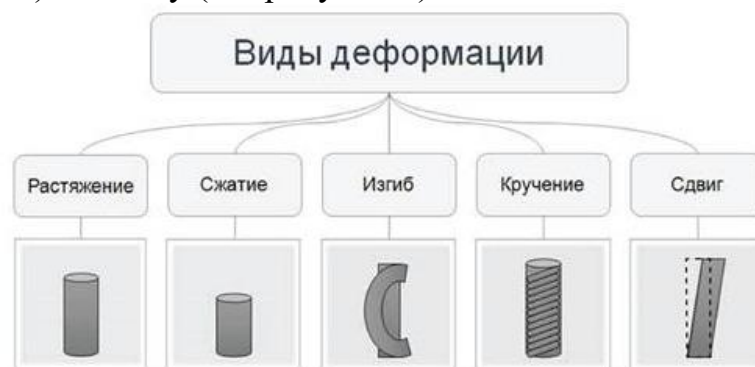 Виды деформации
Растяжение
Сжатие
Изгиб
Кручение
Сдвиг